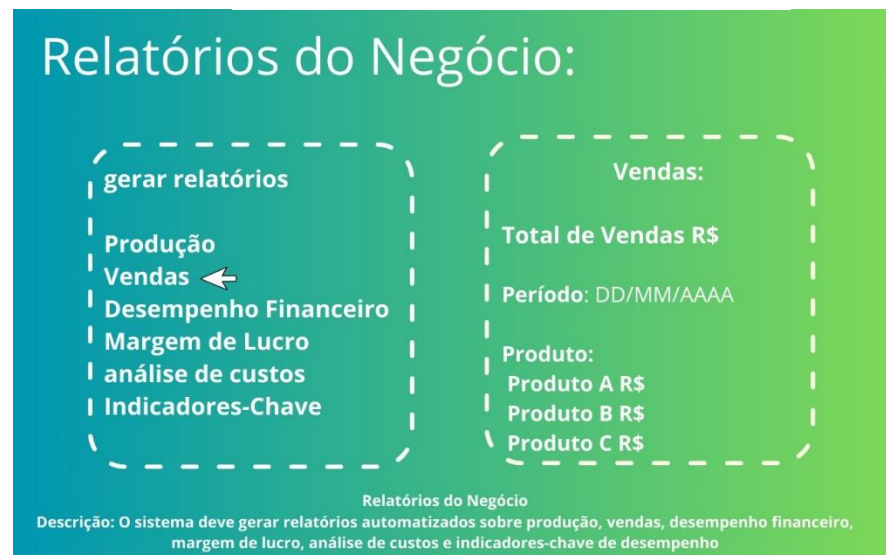 Relatórios do Negócio:
gerar relatórios
Produção
Vendas
Desempenho Financeiro
Margem de Lucro
análise de custos
Indicadores-Chave
Vendas:
Total de Vendas R$
Período: DD/MM/AAAA
Produto:
Produto A R$
Produto B R$
Produto C R$
Relatórios do Negócio
Descrição: O sistema deve gerar relatórios automatizados sobre produção, vendas, desempenho financeiro,
margem de lucro, análise de custos e indicadores-chave de desempenho